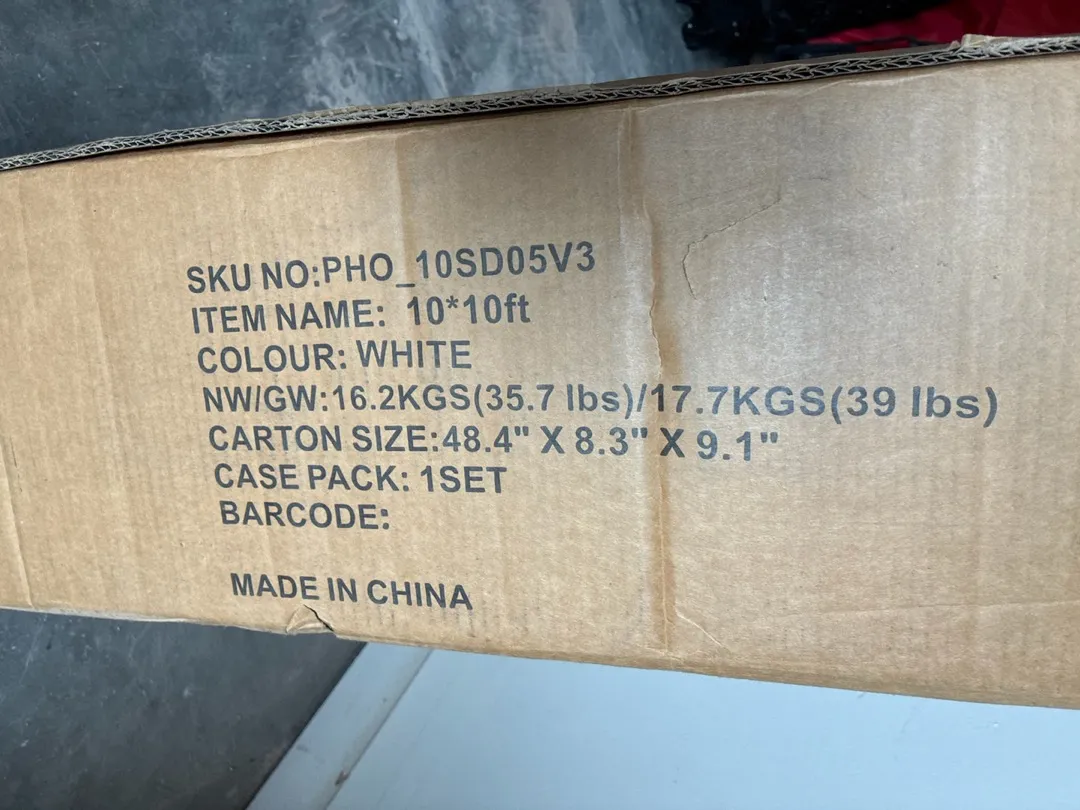 SKU NO:PHO_10SD05V3
ITEM NAME: 10*10ft
COLOUR: WHITE
NW/GW:16.2KGS(35.7 lbs)/17.7KGS(39 lbs)
CARTON SIZE:48.4" X 8.3" X 9.1"
CASE PACK: 1SET
BARCODE:
MADE IN CHINA